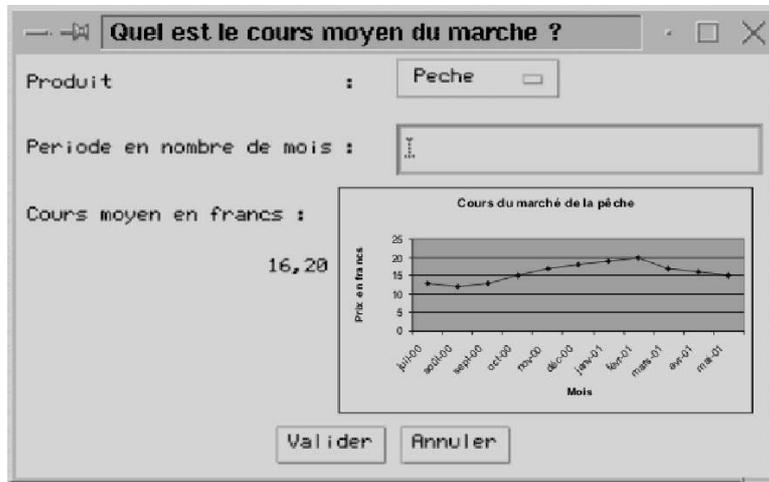 Quel est le cours moyen du marche ?
Produit : Peche
Periode en nombre de mois :
Cours moyen en francs :
16,20
Cours du marché de la pêche
Prix en francs
25
20
15
10
5
0
juil-00 août-00 sept-00 oct-00 nov-00 déc-00 janv-01 févr-01 mars-01 avr-01 mai-01
Mois
Valider Annuler